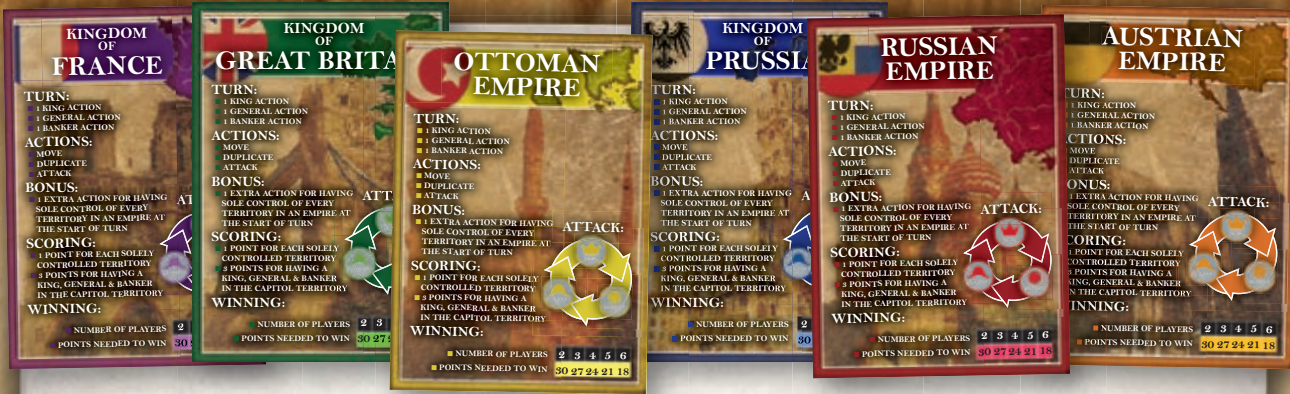 KINGDOM
OF
FRANCE
TURN:
1 KING ACTION
1 GENERAL ACTION
1 BANKER ACTION
ACTIONS:
MOVE
DUPLICATE
ATTACK
BONUS:
1 EXTRA ACTION FOR HAVING
SOLE CONTROL OF EVERY
TERRITORY IN AN EMPIRE AT
THE START OF TURN
SCORING:
1 POINT FOR EACH SOLELY
CONTROLLED TERRITORY
3 POINTS FOR HAVING A
KING, GENERAL & BANKER
IN THE CAPITOL TERRITORY
WINNING:
NUMBER OF PLAYERS 2
POINTS NEEDED TO WIN 30
AT
KINGDOM
OF
GREAT BRITA
TURN:
1 KING ACTION
1 GENERAL ACTION
1 BANKER ACTION
ACTIONS:
MOVE
DUPLICATE
ATTACK
BONUS:
1 EXTRA ACTION FOR HAVING
SOLE CONTROL OF EVERY
TERRITORY IN AN EMPIRE AT
THE START OF TURN
SCORING:
1 POINT FOR EACH SOLELY
CONTROLLED TERRITORY
3 POINTS FOR HAVING A
KING, GENERAL & BANKER
IN THE CAPITOL TERRITORY
WINNING:
NUMBER OF PLAYERS 2 3
POINTS NEEDED TO WIN 30 27
ATT
OTTOMAN
EMPIRE
TURN:
1 KING ACTION
1 GENERAL ACTION
1 BANKER ACTION
ACTIONS:
MOVE
DUPLICATE
ATTACK
BONUS:
1 EXTRA ACTION FOR HAVING
SOLE CONTROL OF EVERY
TERRITORY IN AN EMPIRE AT
THE START OF TURN
SCORING:
1 POINT FOR EACH SOLELY
CONTROLLED TERRITORY
3 POINTS FOR HAVING A
KING, GENERAL & BANKER
IN THE CAPITOL TERRITORY
WINNING:
NUMBER OF PLAYERS 2 3 4 5 6
POINTS NEEDED TO WIN 30 27 24 21 18
ATTACK:
KINGDOM
OF
PRUSSIA
TURN:
1 KING ACTION
1 GENERAL ACTION
1 BANKER ACTION
ACTIONS:
MOVE
DUPLICATE
ATTACK
BONUS:
1 EXTRA ACTION FOR HAVING
SOLE CONTROL OF EVERY
TERRITORY IN AN EMPIRE AT
THE START OF TURN
SCORING:
1 POINT FOR EACH SOLELY
CONTROLLED TERRITORY
3 POINTS FOR HAVING A
KING, GENERAL & BANKER
IN THE CAPITOL TERRITORY
WINNING:
NUMBER OF PLAYERS 2
POINTS NEEDED TO WIN 30
AT
RUSSIAN
EMPIRE
TURN:
1 KING ACTION
1 GENERAL ACTION
1 BANKER ACTION
ACTIONS:
MOVE
DUPLICATE
ATTACK
BONUS:
1 EXTRA ACTION FOR HAVING
SOLE CONTROL OF EVERY
TERRITORY IN AN EMPIRE AT
THE START OF TURN
SCORING:
1 POINT FOR EACH SOLELY
CONTROLLED TERRITORY
3 POINTS FOR HAVING A
KING, GENERAL & BANKER
IN THE CAPITOL TERRITORY
WINNING:
NUMBER OF PLAYERS 2 3 4 5 6
POINTS NEEDED TO WIN 30 27 24 21 18
ATTACK:
AUSTRIAN
EMPIRE
TURN:
1 KING ACTION
1 GENERAL ACTION
1 BANKER ACTION
ACTIONS:
MOVE
DUPLICATE
ATTACK
ONUS:
1 EXTRA ACTION FOR HAVING
SOLE CONTROL OF EVERY
TERRITORY IN AN EMPIRE AT
THE START OF TURN
CORING:
1 POINT FOR EACH SOLELY
CONTROLLED TERRITORY
3 POINTS FOR HAVING A
KING, GENERAL & BANKER
IN THE CAPITOL TERRITORY
INNING:
NUMBER OF PLAYERS 2 3 4 5 6
POINTS NEEDED TO WIN 30 27 24 21 18
ATTACK: